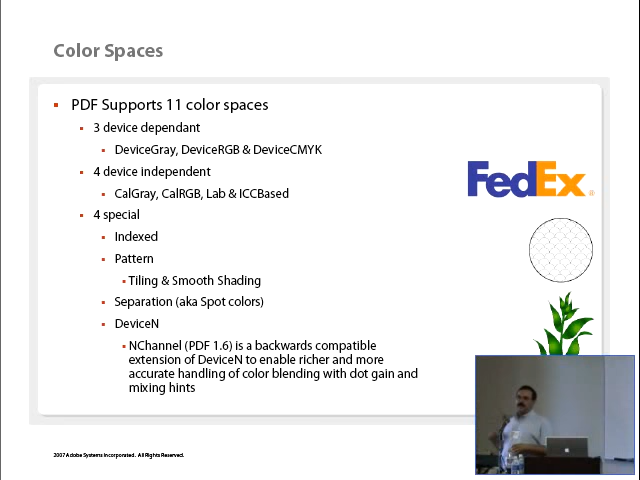 Color Spaces
PDF Supports 11 color spaces
3 device dependant
DeviceGray, DeviceRGB & DeviceCMYK
4 device independent
CalGray, CalRGB, Lab & ICCBased
4 special
Indexed
Pattern
Tiling & Smooth Shading
Separation (aka Spot colors)
DeviceN
NChannel (PDF 1.6) is a backwards compatible
extension of DeviceN to enable richer and more
accurate handling of color blending with dot gain and
mixing hints
FedEx®
2007 Adobe Systems Incorporated. All Rights Reserved.